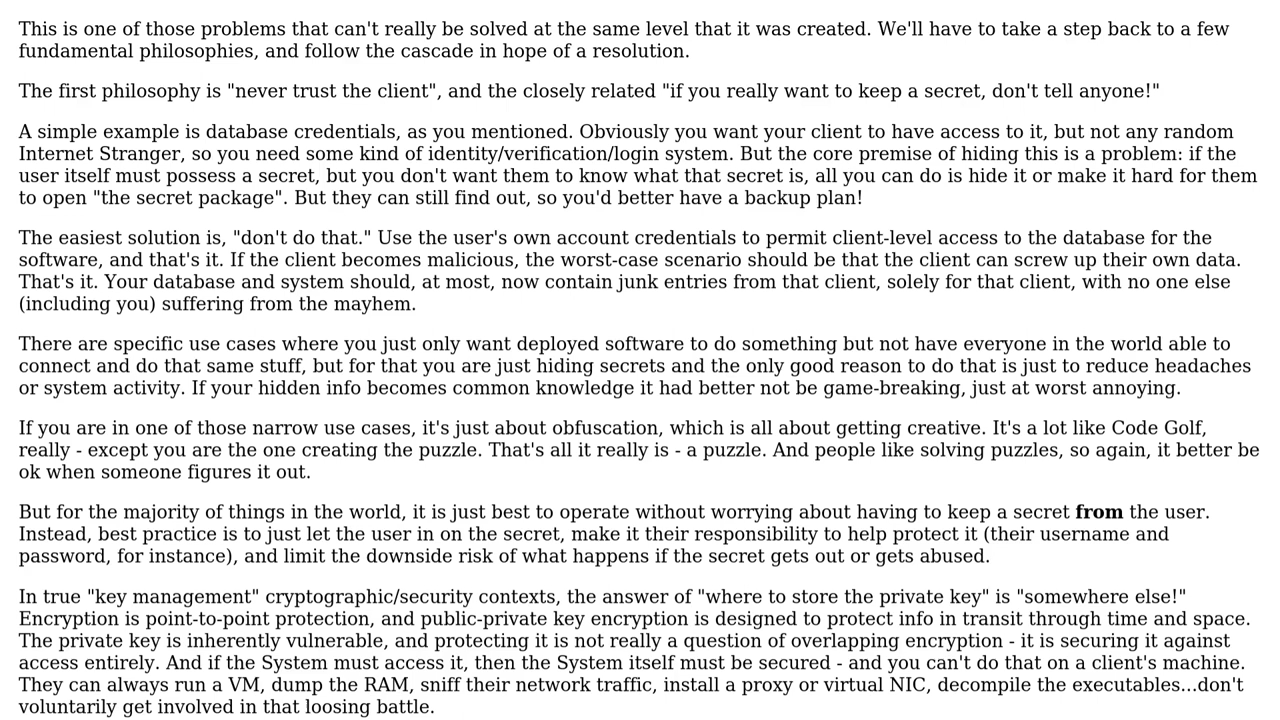 This is one of those problems that can't really be solved at the same level that it was created. We'll have to take a step back to a few
fundamental philosophies, and follow the cascade in hope of a resolution.
The first philosophy is "never trust the client", and the closely related "if you really want to keep a secret, don't tell anyone!"
A simple example is database credentials, as you mentioned. Obviously you want your client to have access to it, but not any random
Internet Stranger, so you need some kind of identity/verification/login system. But the core premise of hiding this is a problem: if the
user itself must possess a secret, but you don't want them to know what that secret is, all you can do is hide it or make it hard for them
to open "the secret package". But they can still find out, so you'd better have a backup plan!
The easiest solution is, "don't do that." Use the user's own account credentials to permit client-level access to the database for the
software, and that's it. If the client becomes malicious, the worst-case scenario should be that the client can screw up their own data.
That's it. Your database and system should, at most, now contain junk entries from that client, solely for that client, with no one else
(including you) suffering from the mayhem.
There are specific use cases where you just only want deployed software to do something but not have everyone in the world able to
connect and do that same stuff, but for that you are just hiding secrets and the only good reason to do that is just to reduce headaches
or system activity. If your hidden info becomes common knowledge it had better not be game-breaking, just at worst annoying.
If you are in one of those narrow use cases, it's just about obfuscation, which is all about getting creative. It's a lot like Code Golf,
really - except you are the one creating the puzzle. That's all it really is - a puzzle. And people like solving puzzles, so again, it better be
ok when someone figures it out.
But for the majority of things in the world, it is just best to operate without worrying about having to keep a secret from the user.
Instead, best practice is to just let the user in on the secret, make it their responsibility to help protect it (their username and
password, for instance), and limit the downside risk of what happens if the secret gets out or gets abused.
In true "key management" cryptographic/security contexts, the answer of "where to store the private key" is "somewhere else!"
Encryption is point-to-point protection, and public-private key encryption is designed to protect info in transit through time and space.
The private key is inherently vulnerable, and protecting it is not really a question of overlapping encryption - it is securing it against
access entirely. And if the System must access it, then the System itself must be secured - and you can't do that on a client's machine.
They can always run a VM, dump the RAM, sniff their network traffic, install a proxy or virtual NIC, decompile the executables...don't
voluntarily get involved in that loosing battle.